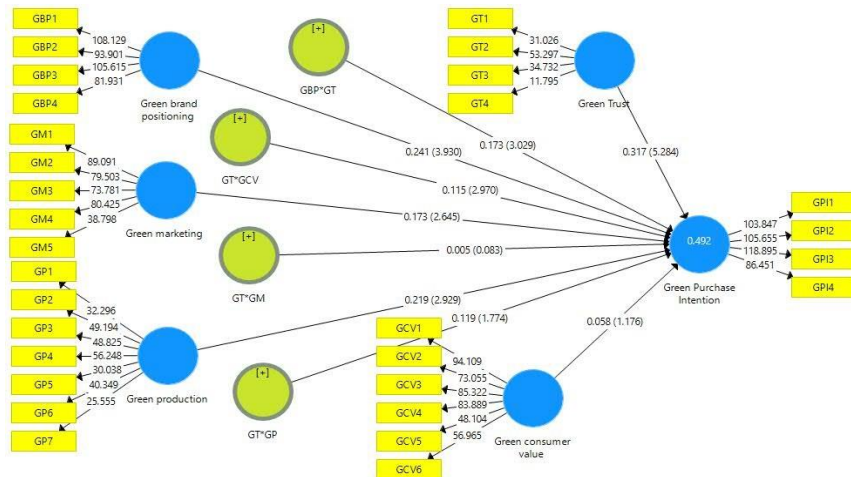 GBP1
GBP2
GBP3
GBP4
108.129
93.901
105.615
81.931
Green brand
positioning
[+]
GBP*GT
GT1
GT2
GT3
GT4
31.026
53.297
34.732
11.795
Green Trust
GM1
GM2
GM3
GM4
GM5
89.091
79.503
73.781
80.425
38.798
Green marketing
[+]
GT*GCV
0.241 (3.930)
0.173 (3.029)
0.317 (5.284)
0.115 (2.970)
0.173 (2.645)
[+]
GT*GM
0.005 (0.083)
0.492
Green Purchase
Intention
103.847
105.655
118.895
86.451
GPI1
GPI2
GPI3
GPI4
GP1
GP2
GP3
GP4
GP5
GP6
GP7
32.296
49.194
48.825
56.248
30.038
40.349
25.555
Green production
0.219 (2.929)
0.119 (1.774)
0.058 (1.176)
[+]
GT*GP
GCV1
GCV2
GCV3
GCV4
GCV5
GCV6
94.109
73.055
85.322
83.889
48.104
56.965
Green consumer
value